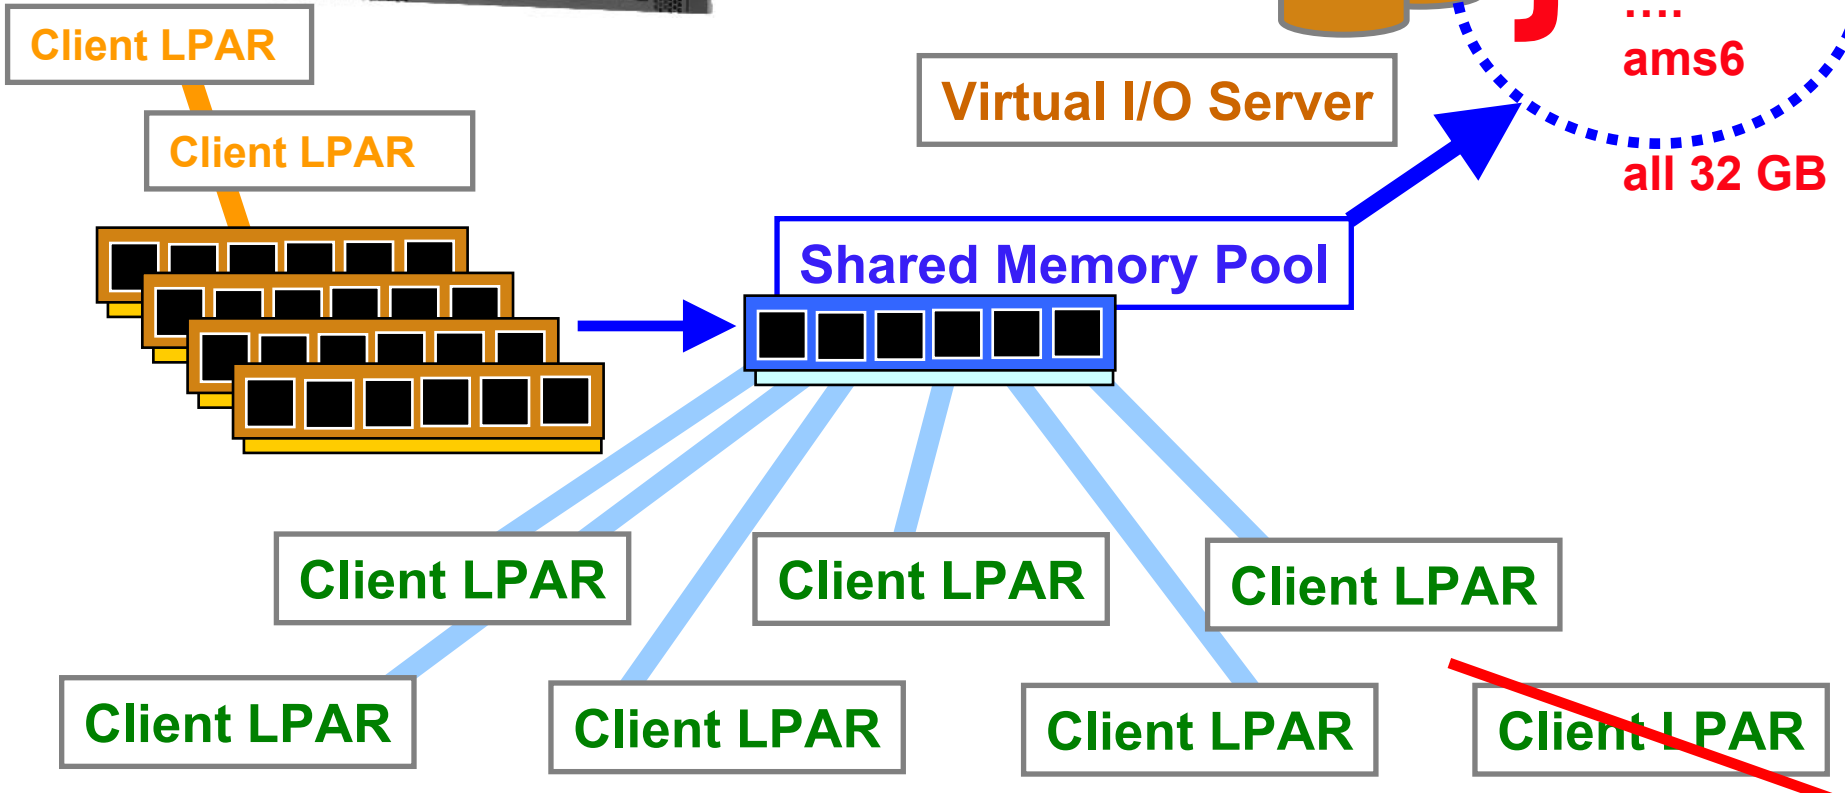 ….
Client LPAR
ams6
Virtual I/O Server
Client LPAR
all 32 GB
Shared Memory Pool
Client LPAR
Client LPAR
Client LPAR
Client LPAR
Client LPAR
Client LPAR
Client LPAR